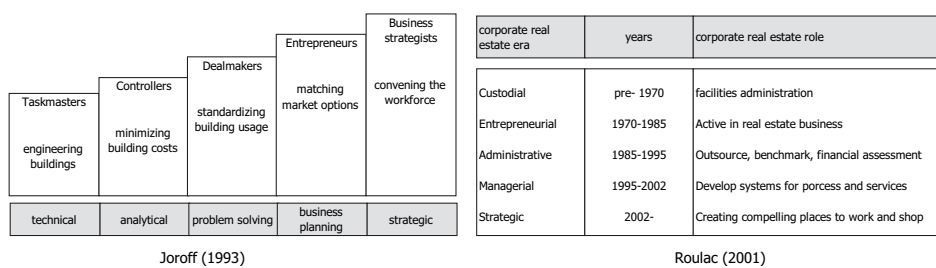 Taskmasters
engineering
buildings
Controllers
minimizing
building costs
Dealmakers
standardizing
building usage
Entrepreneurs
matching
market options
Business
strategists
convening the
workforce
technical
analytical
problem solving
business
planning
strategic
Joroff (1993)
corporate real
estate era
years
corporate real estate role
Custodial pre- 1970 facilities administration
Entrepreneurial 1970-1985 Active in real estate business
Administrative 1985-1995 Outsource, benchmark, financial assessment
Managerial 1995-2002 Develop systems for porcess and services
Strategic 2002- Creating compelling places to work and shop
Roulac (2001)